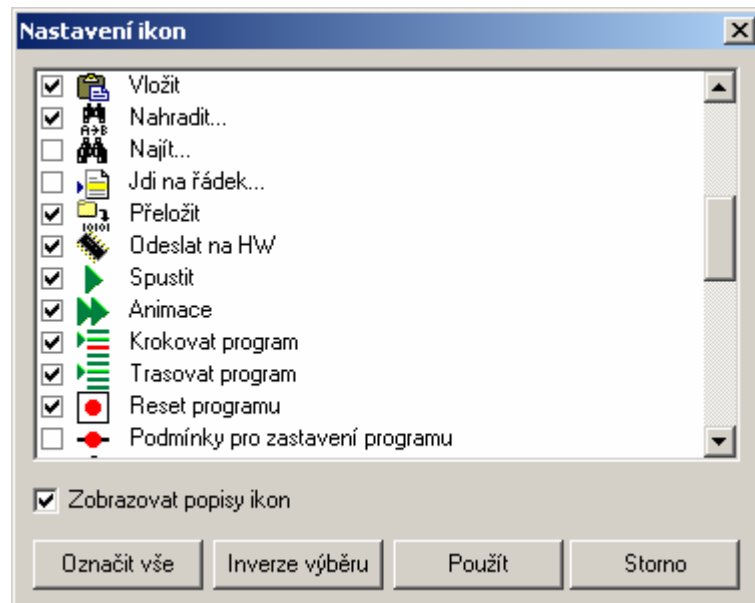 Nastavení ikon
Vložit
Nahradit...
A→B
Najít...
Jdi na řádek...
Přeložit
10101
Odeslat na HW
Spustit
Animace
Krokovat program
Trasovat program
Reset programu
Podmínky pro zastavení programu
Zobrazovat popisy ikon
Označit vše Inverze výběru Použít Storno